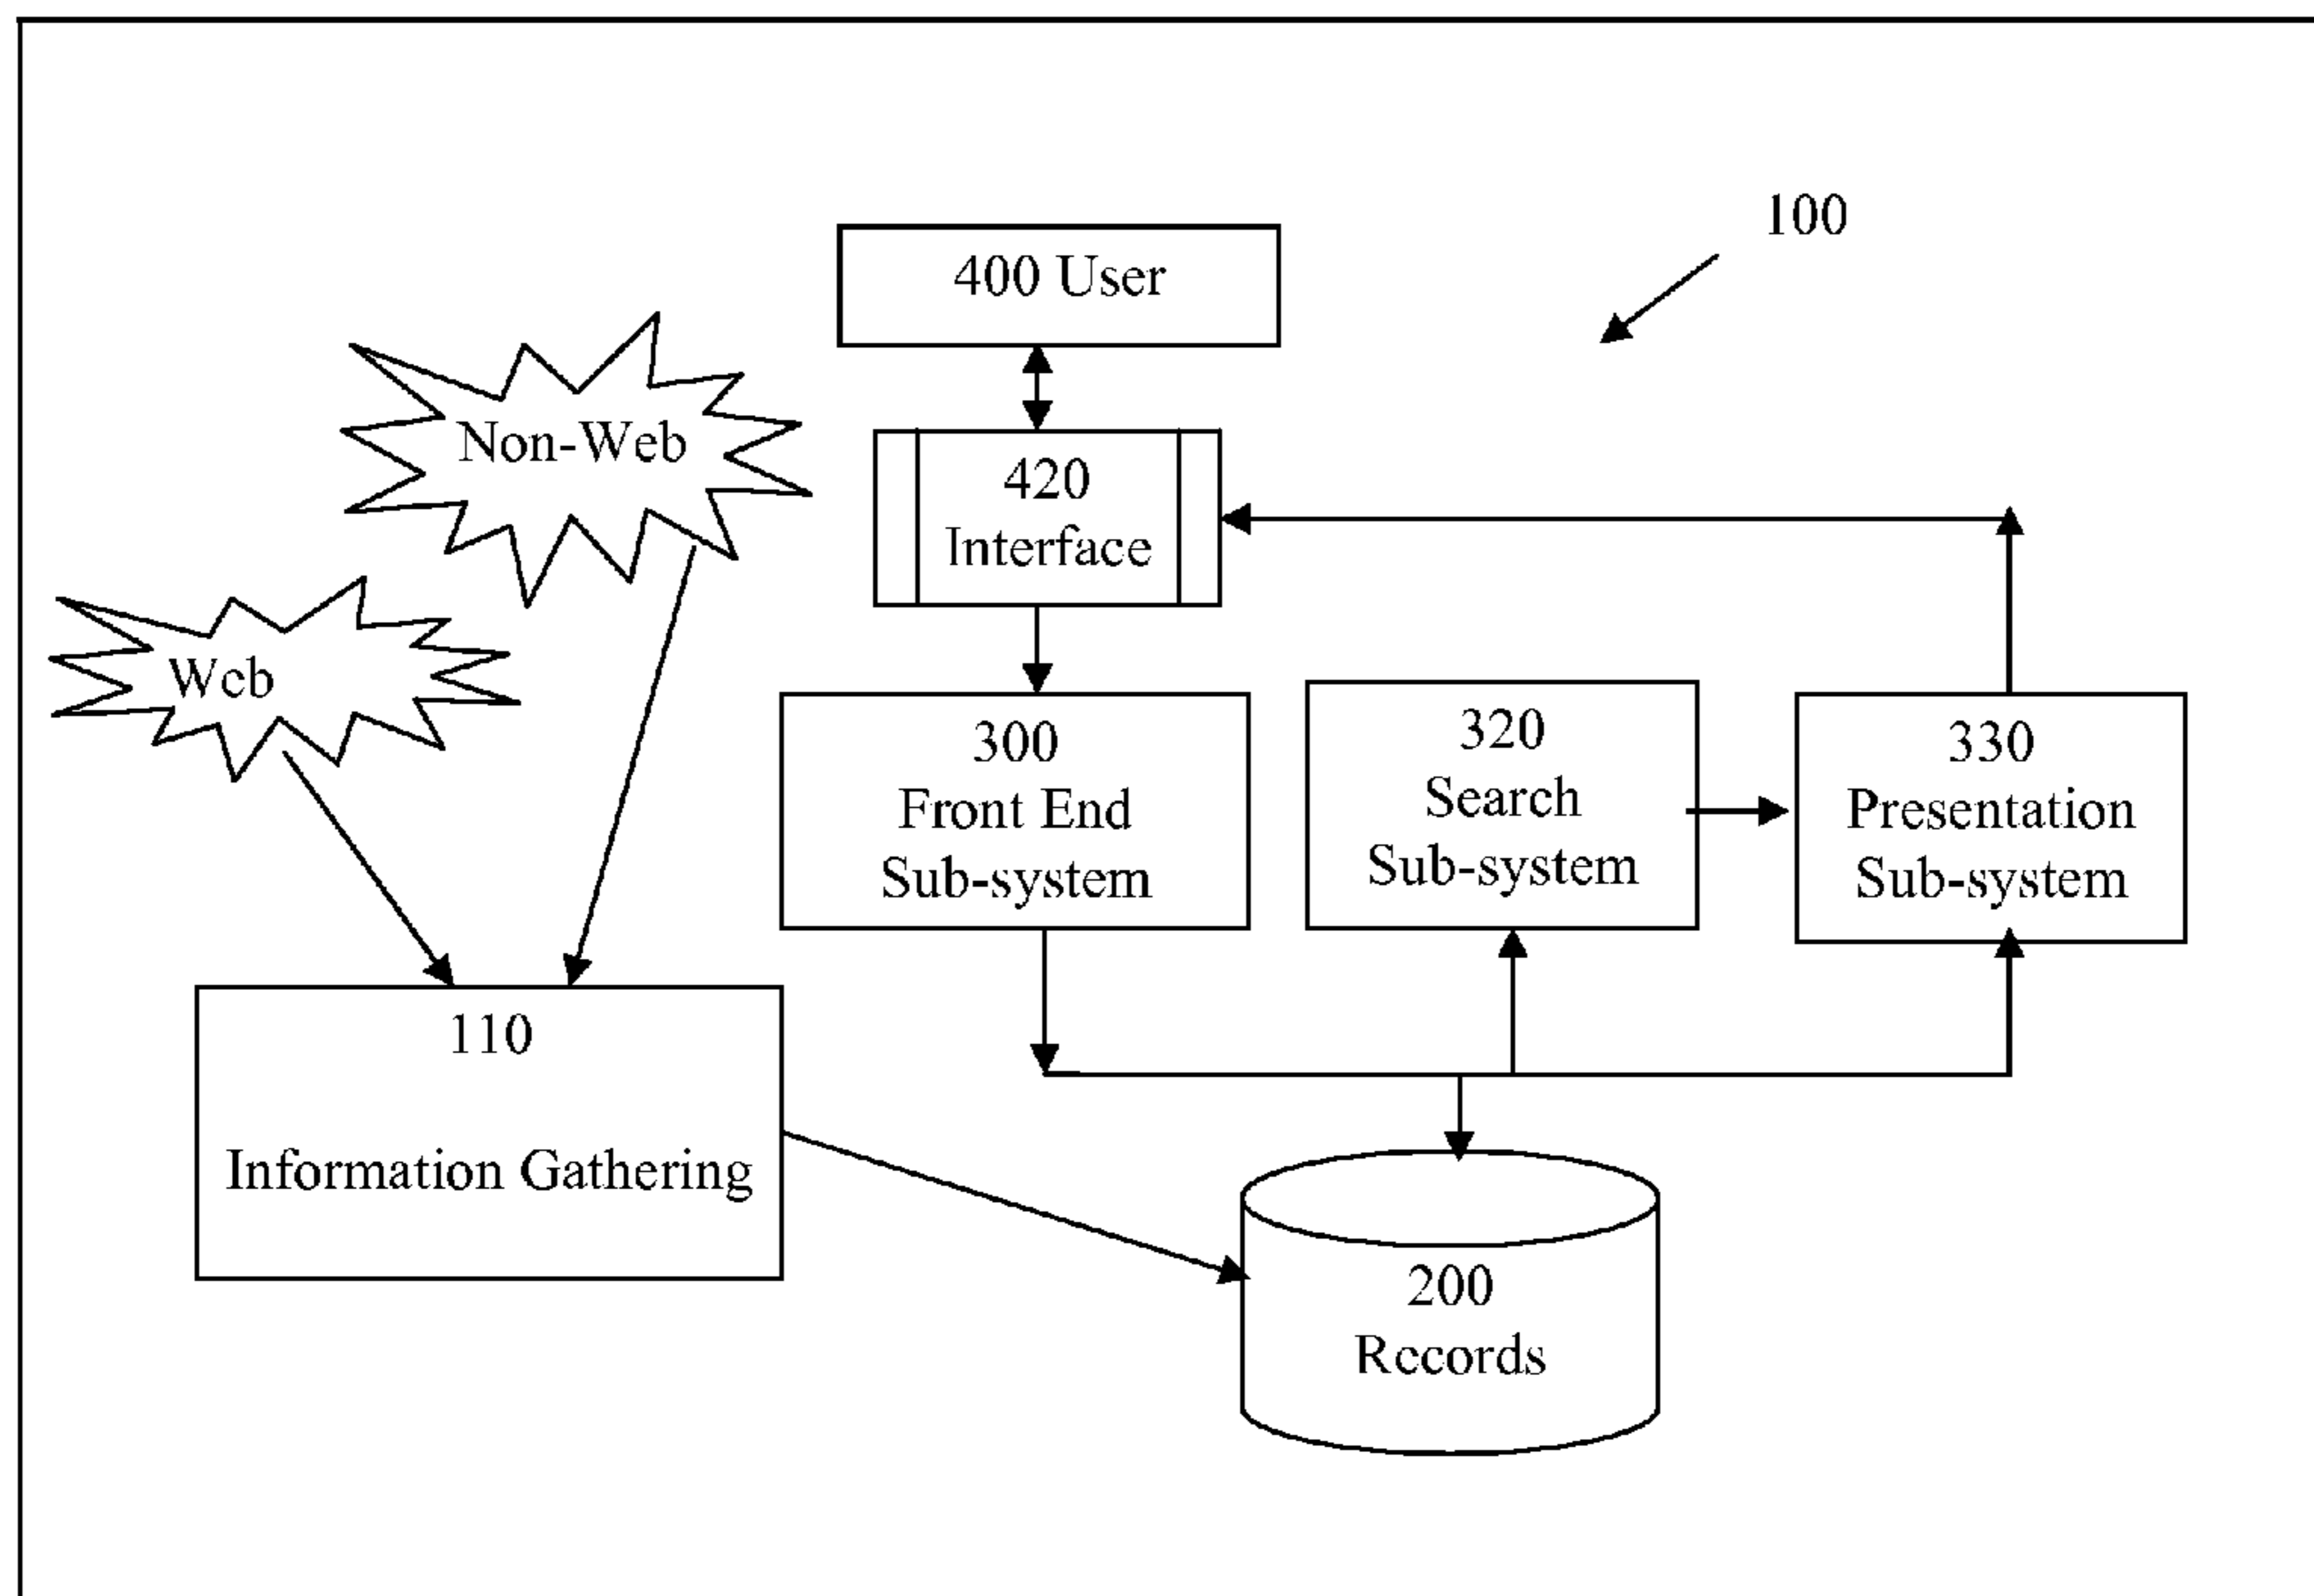 100
400 User
Non-Web
420
Interface
Web
300
Front End
Sub-system
320
Search
Sub-system
330
Presentation
Sub-system
110
Information Gathering
200
Records